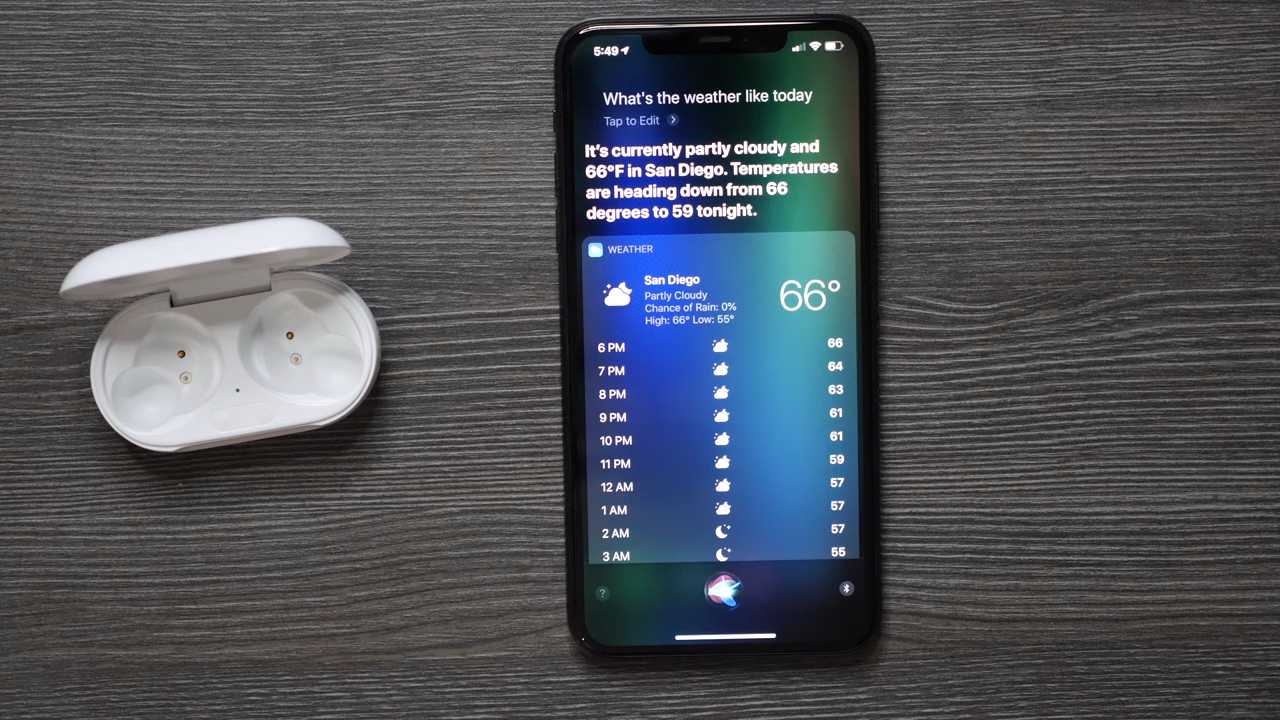 5:49
What's the weather like today
Tap to Edit
It's currently partly cloudy and
66°F in San Diego. Temperatures
are heading down from 66
degrees to 59 tonight.
WEATHER
San Diego
Partly Cloudy
Chance of Rain: 0%
High: 66° Low: 55°
66°
6 PM 66
7 PM 64
8 PM 63
9 PM 61
10 PM 61
11 PM 59
12 AM 57
1 AM 57
2 AM 57
3 AM 55
?